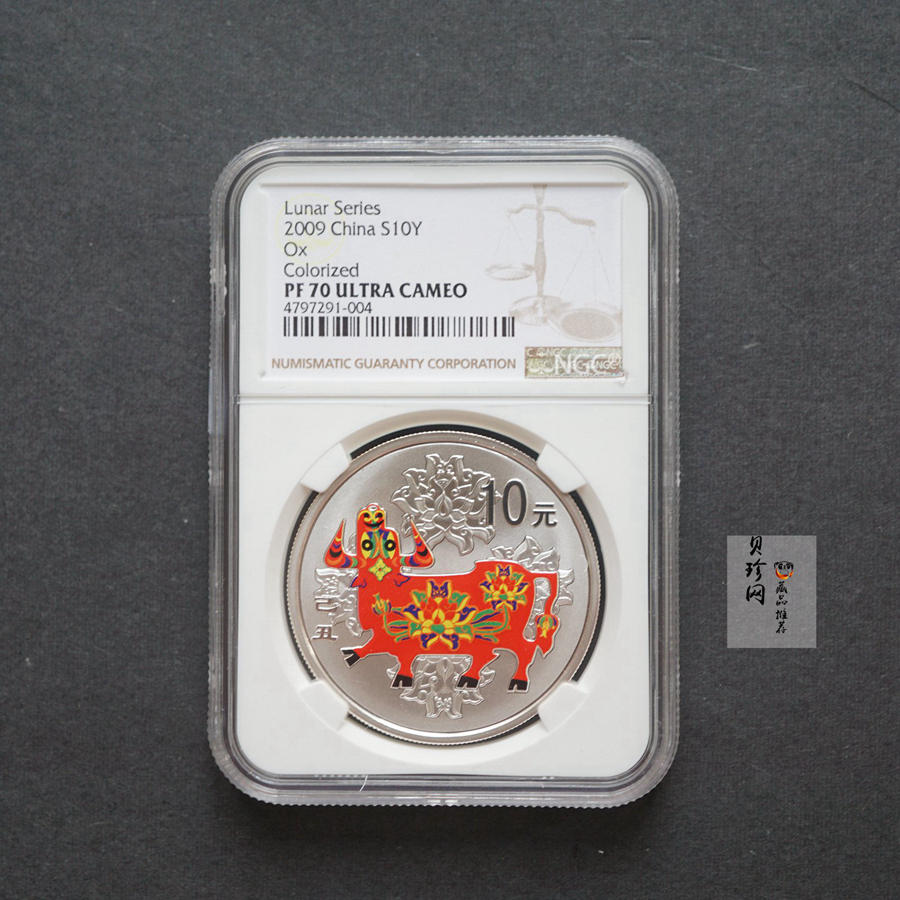 Lunar Series
2009 China S10Y
Ox
Colorized
PF 70 ULTRA CAMEO
4797291-004
NUMISMATIC GUARANTY CORPORATION
NGC
10元
己
丑
贝珍网
藏品
推荐